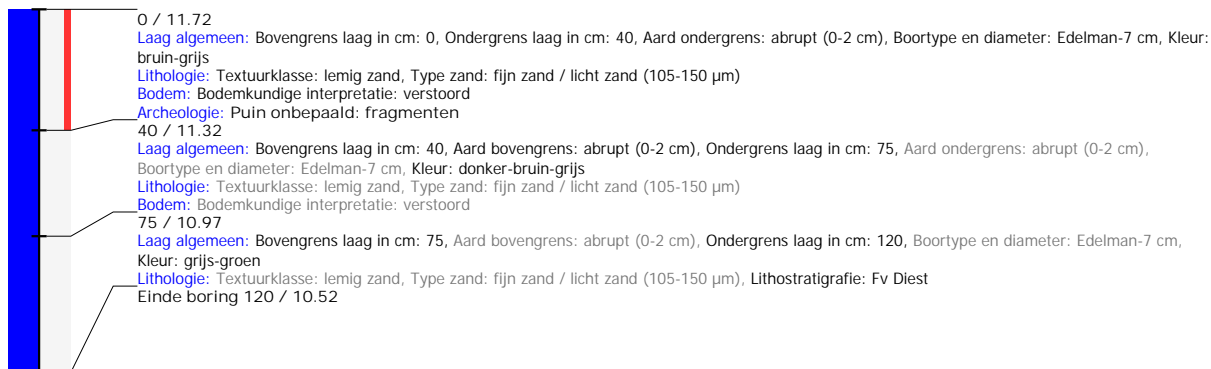 0 / 11.72
Laag algemeen: Bovengrens laag in cm: 0, Ondergrens laag in cm: 40, Aard ondergrens: abrupt (0-2 cm), Boortype en diameter: Edelman-7 cm, Kleur:
bruin-grijs
Lithologie: Textuurklasse: lemig zand, Type zand: fijn zand / licht zand (105-150 µm)
Bodem: Bodemkundige interpretatie: verstoord
Archeologie: Puin onbepaald: fragmenten
40 / 11.32
Laag algemeen: Bovengrens laag in cm: 40, Aard bovengrens: abrupt (0-2 cm), Ondergrens laag in cm: 75, Aard ondergrens: abrupt (0-2 cm),
Boortype en diameter: Edelman-7 cm, Kleur: donker-bruin-grijs
Lithologie: Textuurklasse: lemig zand, Type zand: fijn zand / licht zand (105-150 µm)
Bodem: Bodemkundige interpretatie: verstoord
75 / 10.97
Laag algemeen: Bovengrens laag in cm: 75, Aard bovengrens: abrupt (0-2 cm), Ondergrens laag in cm: 120, Boortype en diameter: Edelman-7 cm,
Kleur: grijs-groen
Lithologie: Textuurklasse: lemig zand, Type zand: fijn zand / licht zand (105-150 µm), Lithostratigrafie: Fv Diest
Einde boring 120 / 10.52